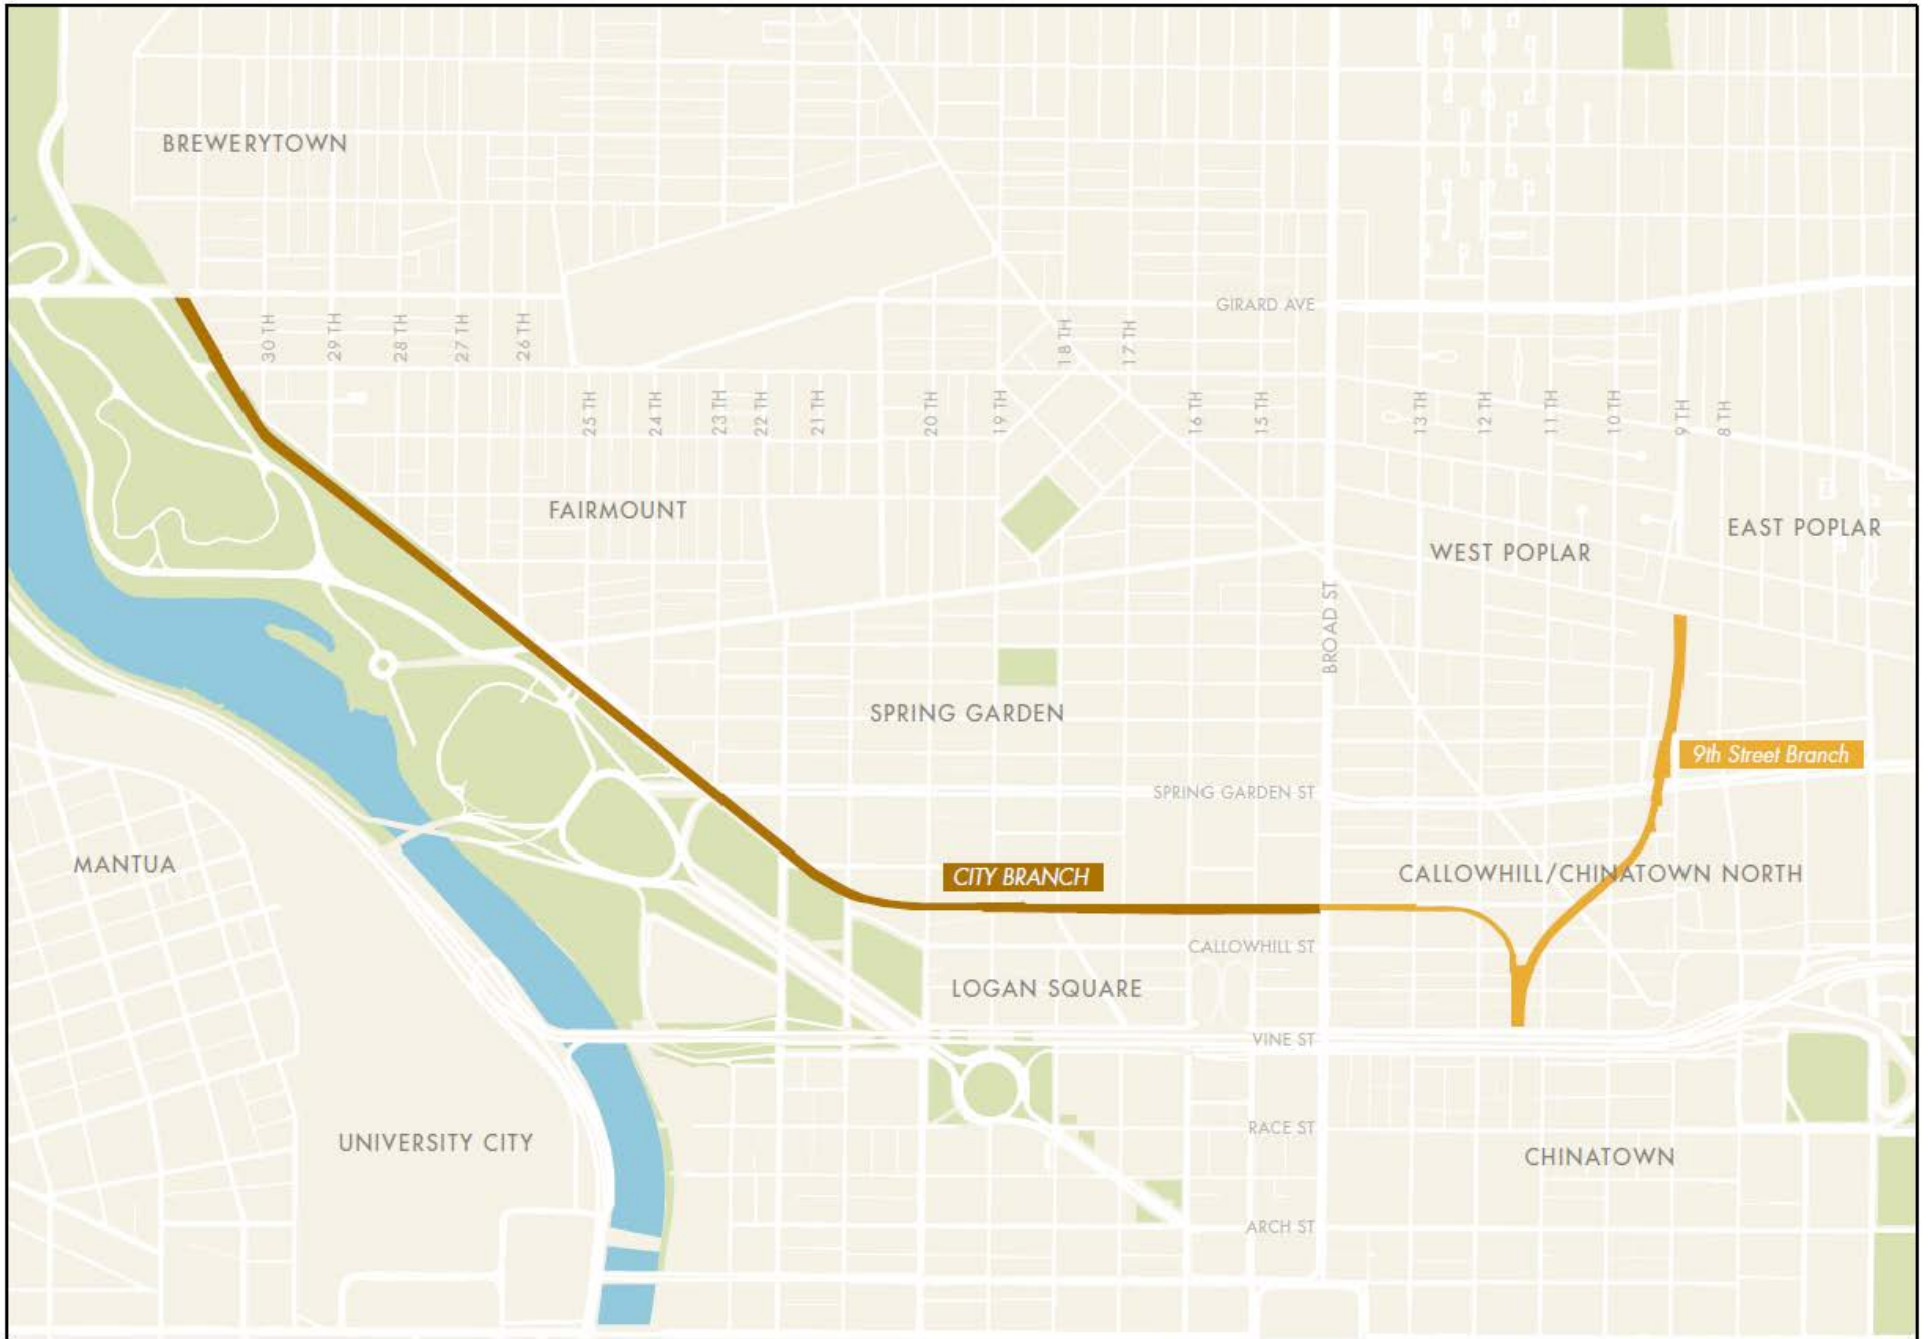 BREWERYTOWN
GIRARD AVE
30 TH
29 TH
28 TH
27 TH
26 TH
18 TH
17 TH
25 TH
24 TH
23 TH
22 TH
21 TH
20 TH
19 TH
16 TH
15 TH
13 TH
12 TH
11 TH
10 TH
9 TH
8 TH
FAIRMOUNT
EAST POPLAR
WEST POPLAR
BROAD ST
SPRING GARDEN
9th Street Branch
SPRING GARDEN ST
MANTUA
CITY BRANCH
CALLOWHILL/CHINATOWN NORTH
CALLOWHILL ST
LOGAN SQUARE
VINE ST
RACE ST
UNIVERSITY CITY
CHINATOWN
ARCH ST